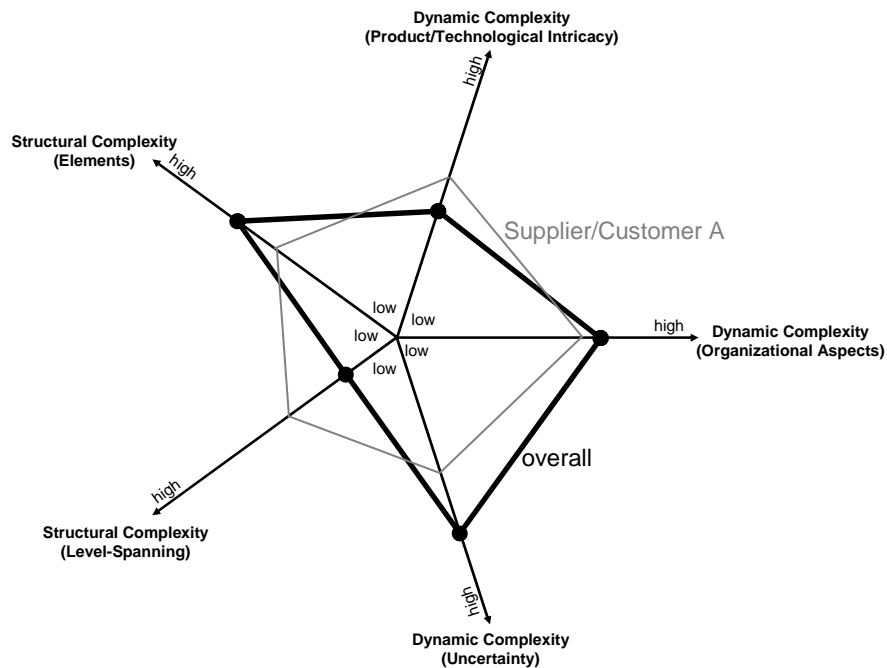 Dynamic Complexity
(Product/Technological Intricacy)
high
Structural Complexity
(Elements)
high
Supplier/Customer A
low
low
low
low
low
high
Dynamic Complexity
(Organizational Aspects)
overall
high
Structural Complexity
(Level-Spanning)
high
Dynamic Complexity
(Uncertainty)